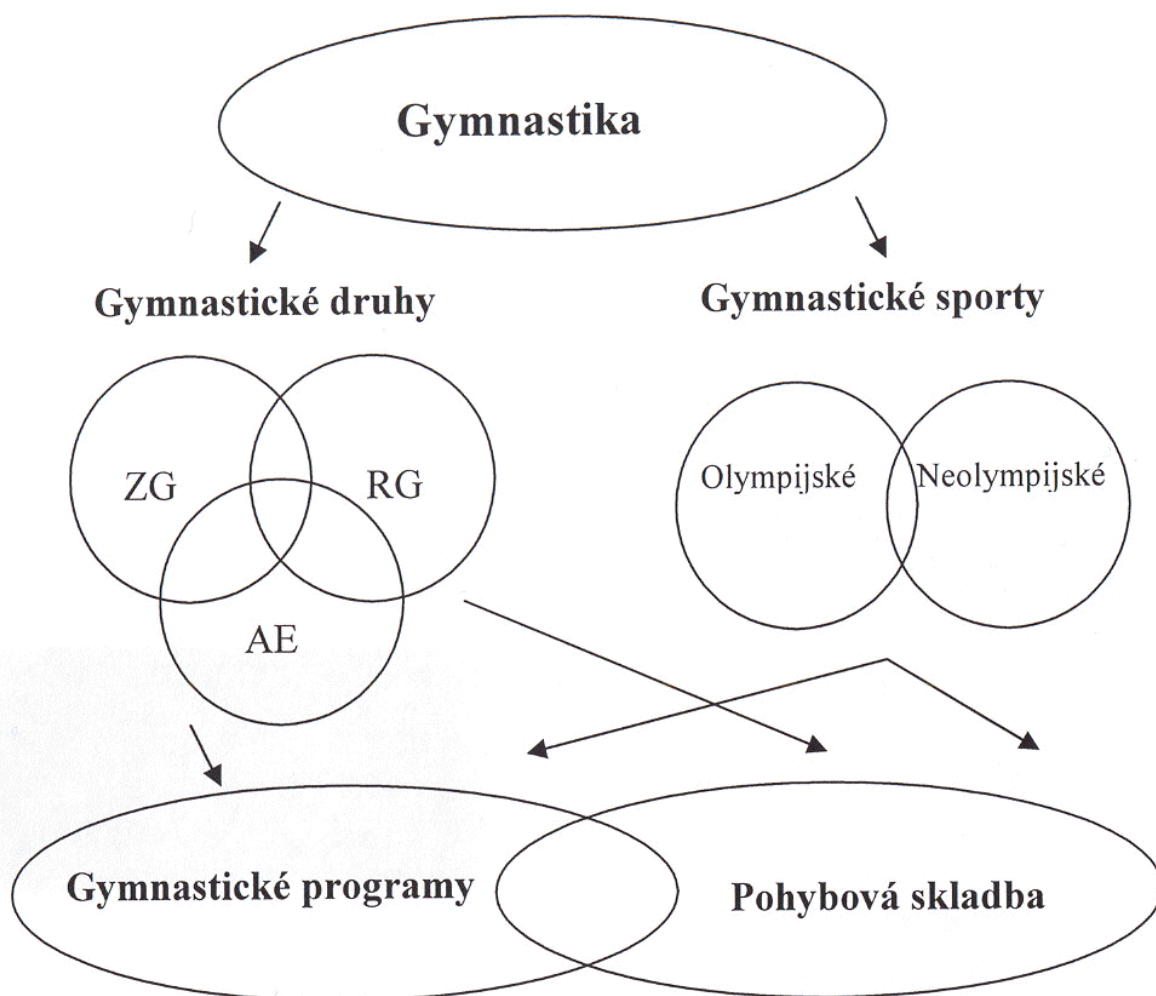 Gymnastika
Gymnastické druhy
Gymnastické sporty
ZG
RG
AE
Olympijské
Neolympijské
Gymnastické programy
Pohybová skladba